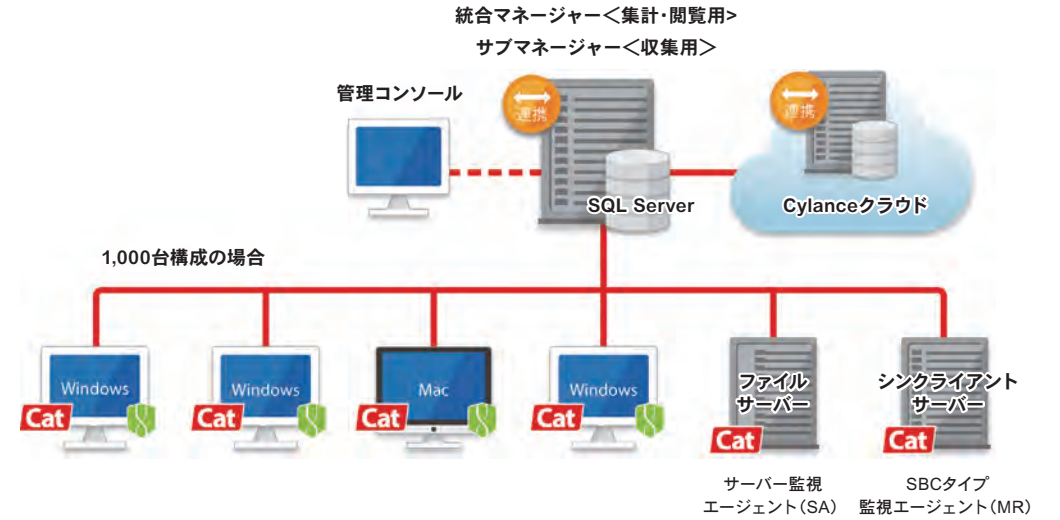 統合マネージャー＜集計・閲覧用>
サブマネージャー＜収集用＞
管理コンソール
連携
連携
SQL Server
Cylanceクラウド
1,000台構成の場合
Windows
Windows
Mac
Windows
ファイル
サーバー
シンクライアント
サーバー
Cat
Cat
Cat
Cat
Cat
Cat
サーバー監視
エージェント（SA）
SBCタイプ
監視エージェント（MR）